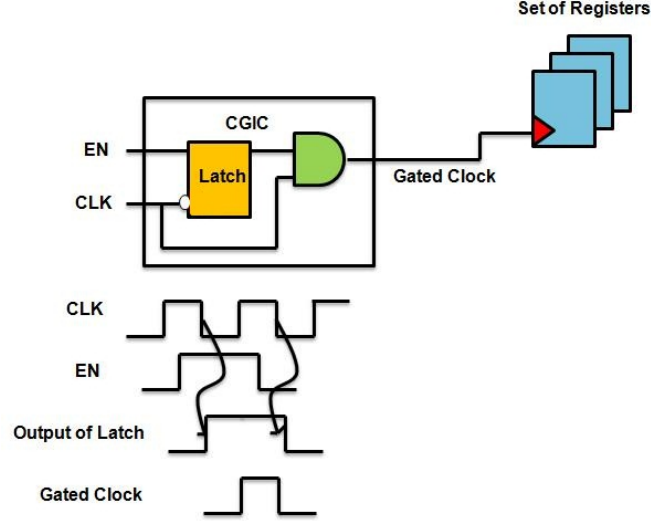 Set of Registers
CGIC
EN
Latch
CLK
Gated Clock
CLK
EN
Output of Latch
Gated Clock